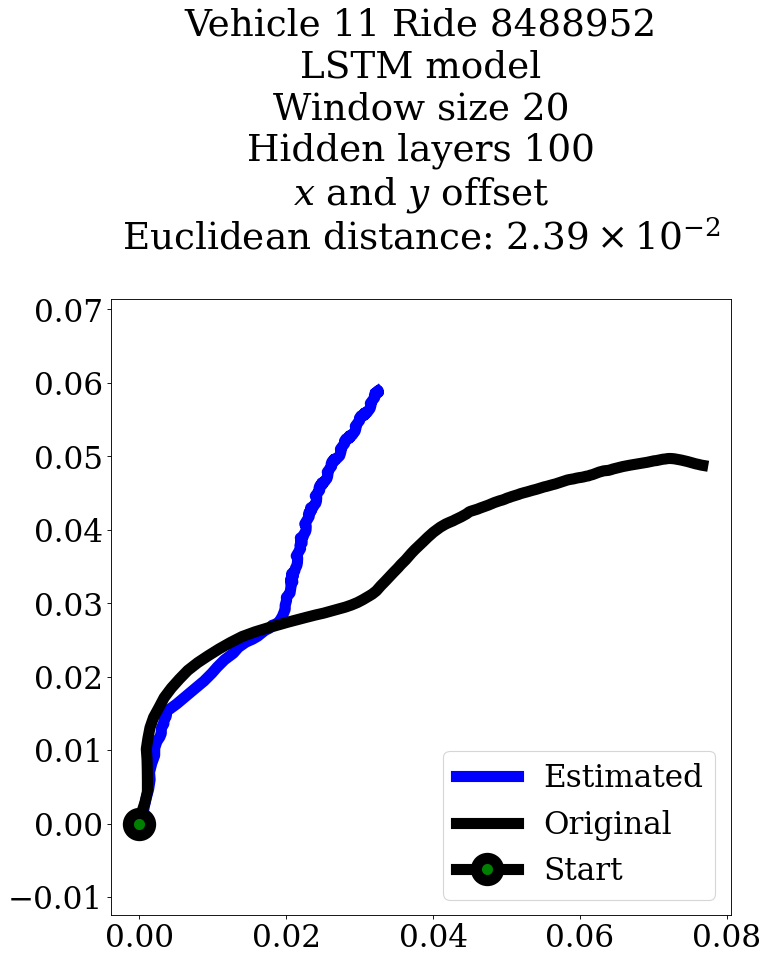 Vehicle 11 Ride 8488952
LSTM model
Window size 20
Hidden layers 100
x and y offset
Euclidean distance: 2.39 × 10⁻²
0.07
0.06
0.05
0.04
0.03
0.02
0.01
0.00
−0.01
Estimated
Original
Start
0.00 0.02 0.04 0.06 0.08